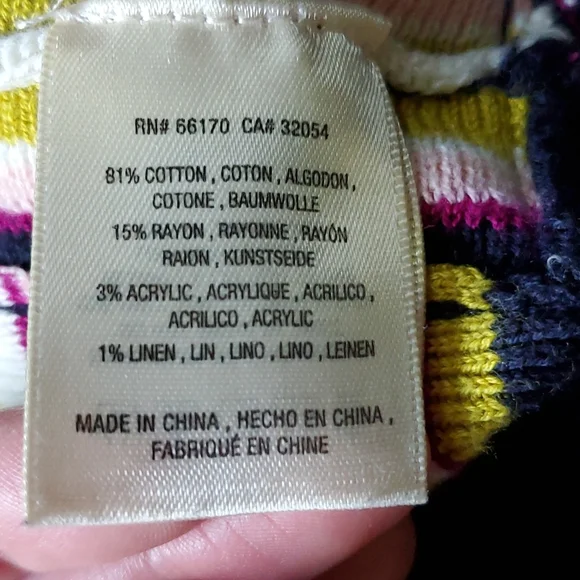 RN# 66170 CA# 32054
81% COTTON , COTON , ALGODON ,
COTONE , BAUMWOLLE
15% RAYON , RAYONNE , RAYÓN
RAION , KUNSTSEIDE
3% ACRYLIC , ACRYLIQUE , ACRILICO ,
ACRILICO , ACRYLIC
1% LINEN , LIN , LINO , LINO , LEINEN
MADE IN CHINA , HECHO EN CHINA ,
FABRIQUÉ EN CHINE